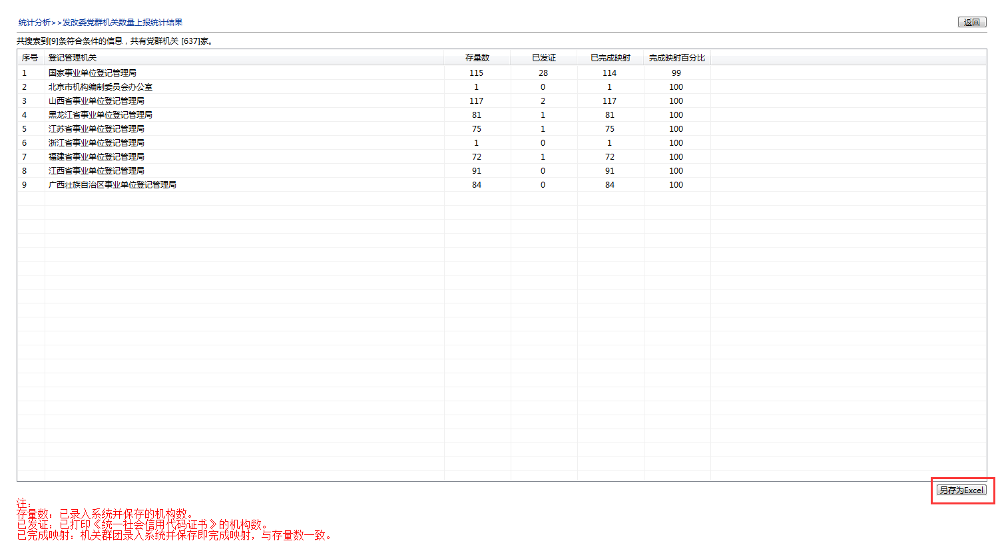 统计分析>>发改委党群机关数量上报统计结果 返回
共搜索到[9]条符合条件的信息，共有党群机关 [637]家。
序号 登记管理机关 存量数 已发证 已完成映射 完成映射百分比
1 国家事业单位登记管理局 115 28 114 99
2 北京市机构编制委员会办公室 1 0 1 100
3 山西省事业单位登记管理局 117 2 117 100
4 黑龙江省事业单位登记管理局 81 1 81 100
5 江苏省事业单位登记管理局 75 1 75 100
6 浙江省事业单位登记管理局 1 0 1 100
7 福建省事业单位登记管理局 72 1 72 100
8 江西省事业单位登记管理局 91 0 91 100
9 广西壮族自治区事业单位登记管理局 84 0 84 100
另存为Excel
注：
存量数：已录入系统并保存的机构数。
已发证：已打印《统一社会信用代码证书》的机构数。
已完成映射：机关群团录入系统并保存即完成映射，与存量数一致。